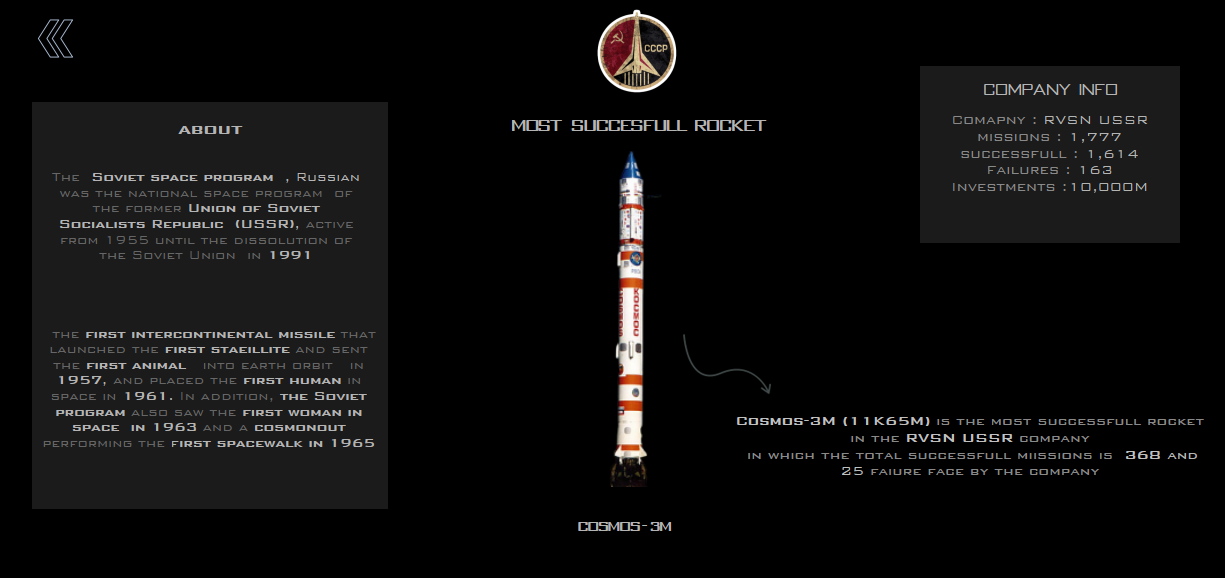 CCCP
MOST SUCCESFULL ROCKET
COMPANY INFO
Comapny : RVSN USSR
missions : 1,777
successfull : 1,614
Failures : 163
Investments :10,000M
ABOUT
The Soviet space program , Russian
was the national space program of
the former Union of Soviet
Socialists Republic (USSR), active
from 1955 until the dissolution of
the Soviet Union in 1991
the first intercontinental missile that
launched the first staeillite and sent
the first animal into earth orbit in
1957, and placed the first human in
space in 1961. In addition, the Soviet
program also saw the first woman in
space in 1963 and a cosmonout
performing the first spacewalk in 1965
Cosmos-3M (11K65M) is the most successfull rocket
in the RVSN USSR company
in which the total successfull miissions is 368 and
25 faiure face by the company
COSMOS-3M